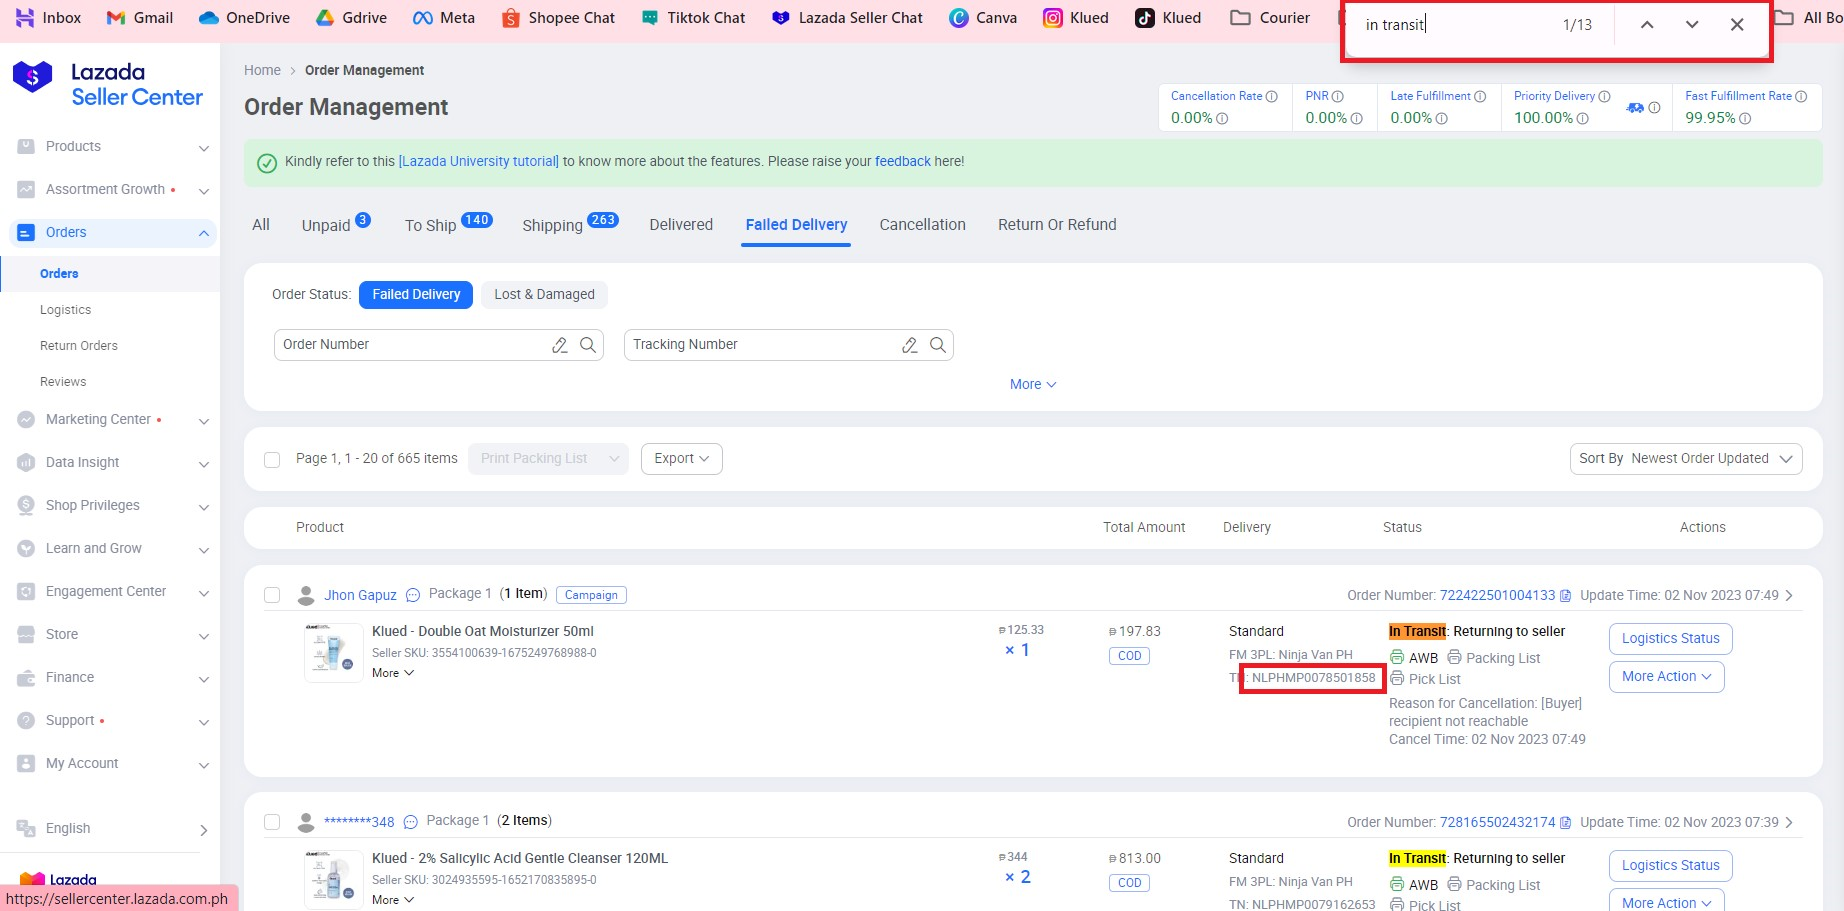 Inbox Gmail OneDrive Gdrive Meta Shopee Chat Tiktok Chat Lazada Seller Chat Canva Klued Klued Courier All Bo
in transit 1/13
Lazada
Seller Center
Home > Order Management
Order Management
Cancellation Rate PNR Late Fulfillment Priority Delivery Fast Fulfillment Rate
0.00% 0.00% 0.00% 100.00% 99.95%
Kindly refer to this [Lazada University tutorial] to know more about the features. Please raise your feedback here!
All Unpaid 3 To Ship 140 Shipping 263 Delivered Failed Delivery Cancellation Return Or Refund
Products
Assortment Growth
Orders
Orders
Logistics
Return Orders
Reviews
Marketing Center
Data Insight
Shop Privileges
Learn and Grow
Engagement Center
Store
Finance
Support
My Account
English
Lazada
https://sellercenter.lazada.com.ph
Order Status: Failed Delivery Lost & Damaged
Order Number Tracking Number
More
Page 1, 1 - 20 of 665 items Print Packing List Export Sort By Newest Order Updated
Product Total Amount Delivery Status Actions
Jhon Gapuz Package 1 (1 Item) Campaign Order Number: 722422501004133 Update Time: 02 Nov 2023 07:49
Klued - Double Oat Moisturizer 50ml ₱125.33 ₱197.83 Standard In Transit: Returning to seller Logistics Status
Seller SKU: 3554100639-1675249768988-0 × 1 COD FM 3PL: Ninja Van PH AWB Packing List
More TN: NLPHMP0078501858 Pick List More Action
Reason for Cancellation: [Buyer]
recipient not reachable
Cancel Time: 02 Nov 2023 07:49
********348 Package 1 (2 Items) Order Number: 728165502432174 Update Time: 02 Nov 2023 07:39
Klued - 2% Salicylic Acid Gentle Cleanser 120ML ₱344 ₱813.00 Standard In Transit: Returning to seller Logistics Status
Seller SKU: 3024935595-1652170835895-0 × 2 COD FM 3PL: Ninja Van PH AWB Packing List
More TN: NLPHMP0079162653 Pick List More Action